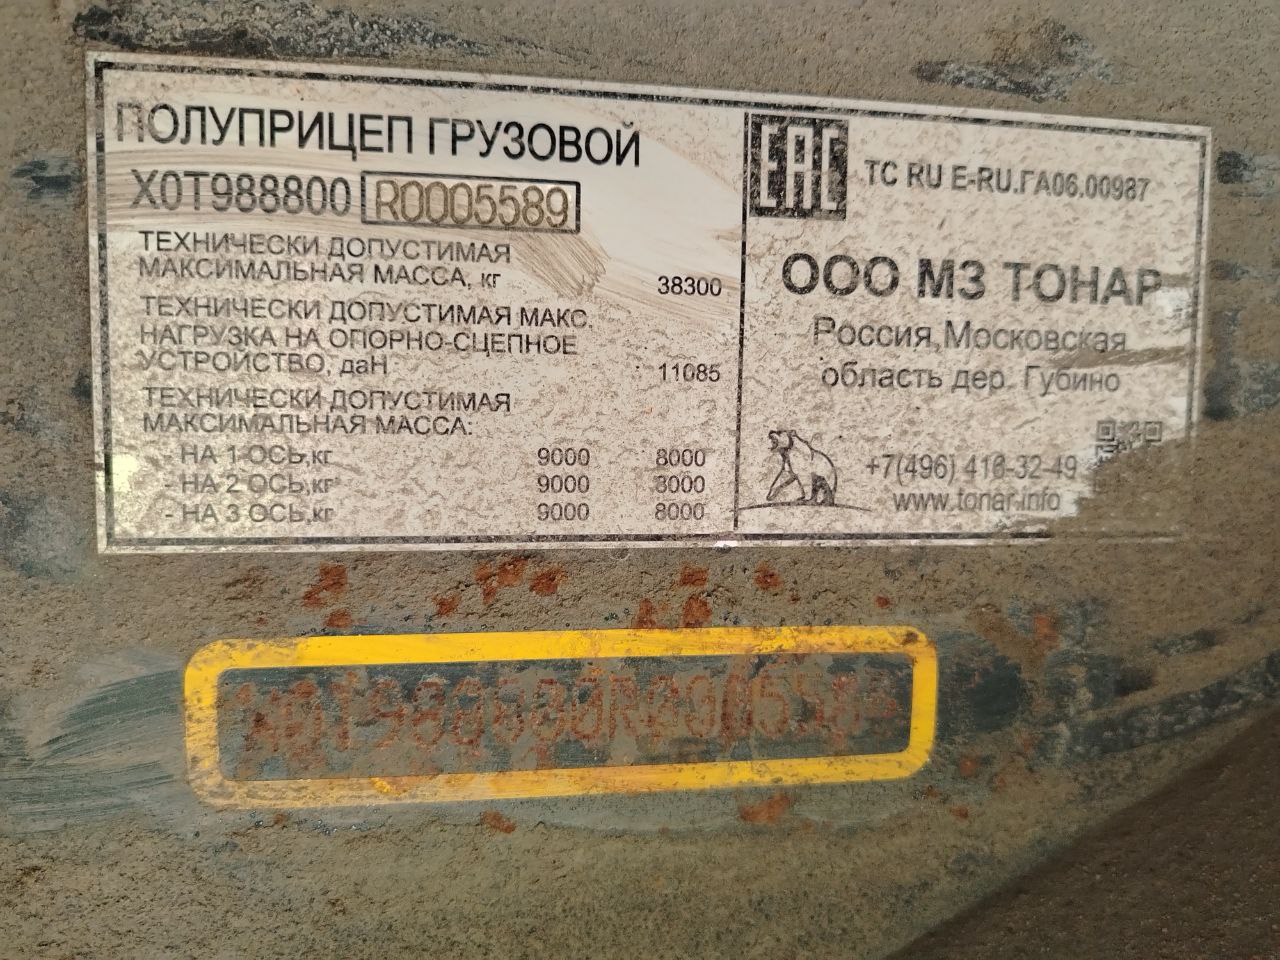 ПОЛУПРИЦЕП ГРУЗОВОЙ
X0T988800 R0005589
ТЕХНИЧЕСКИ ДОПУСТИМАЯ
МАКСИМАЛЬНАЯ МАССА, кг 38300
ТЕХНИЧЕСКИ ДОПУСТИМАЯ МАКС.
НАГРУЗКА НА ОПОРНО-СЦЕПНОЕ
УСТРОЙСТВО, даН 11085
ТЕХНИЧЕСКИ ДОПУСТИМАЯ
МАКСИМАЛЬНАЯ МАССА:
- НА 1 ОСЬ,кг 9000 8000
- НА 2 ОСЬ,кг 9000 8000
- НА 3 ОСЬ,кг 9000 8000
EAC
ТС RU E-RU.ГА06.00987
ООО МЗ ТОНАР
Россия,Московская
область дер. Губино
+7(496) 416-32-49
www.tonar.info
X0T988800R0005589